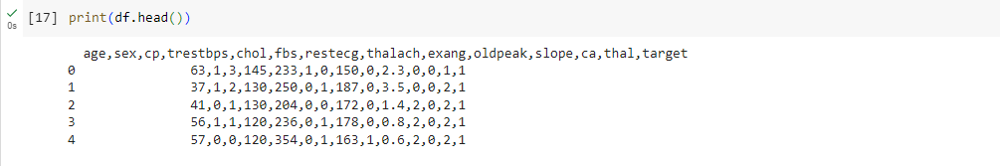 [17] print(df.head())
0s
age,sex,cp,trestbps,chol,fbs,restecg,thalach,exang,oldpeak,slope,ca,thal,target
0 63,1,3,145,233,1,0,150,0,2.3,0,0,1,1
1 37,1,2,130,250,0,1,187,0,3.5,0,0,2,1
2 41,0,1,130,204,0,0,172,0,1.4,2,0,2,1
3 56,1,1,120,236,0,1,178,0,0.8,2,0,2,1
4 57,0,0,120,354,0,1,163,1,0.6,2,0,2,1